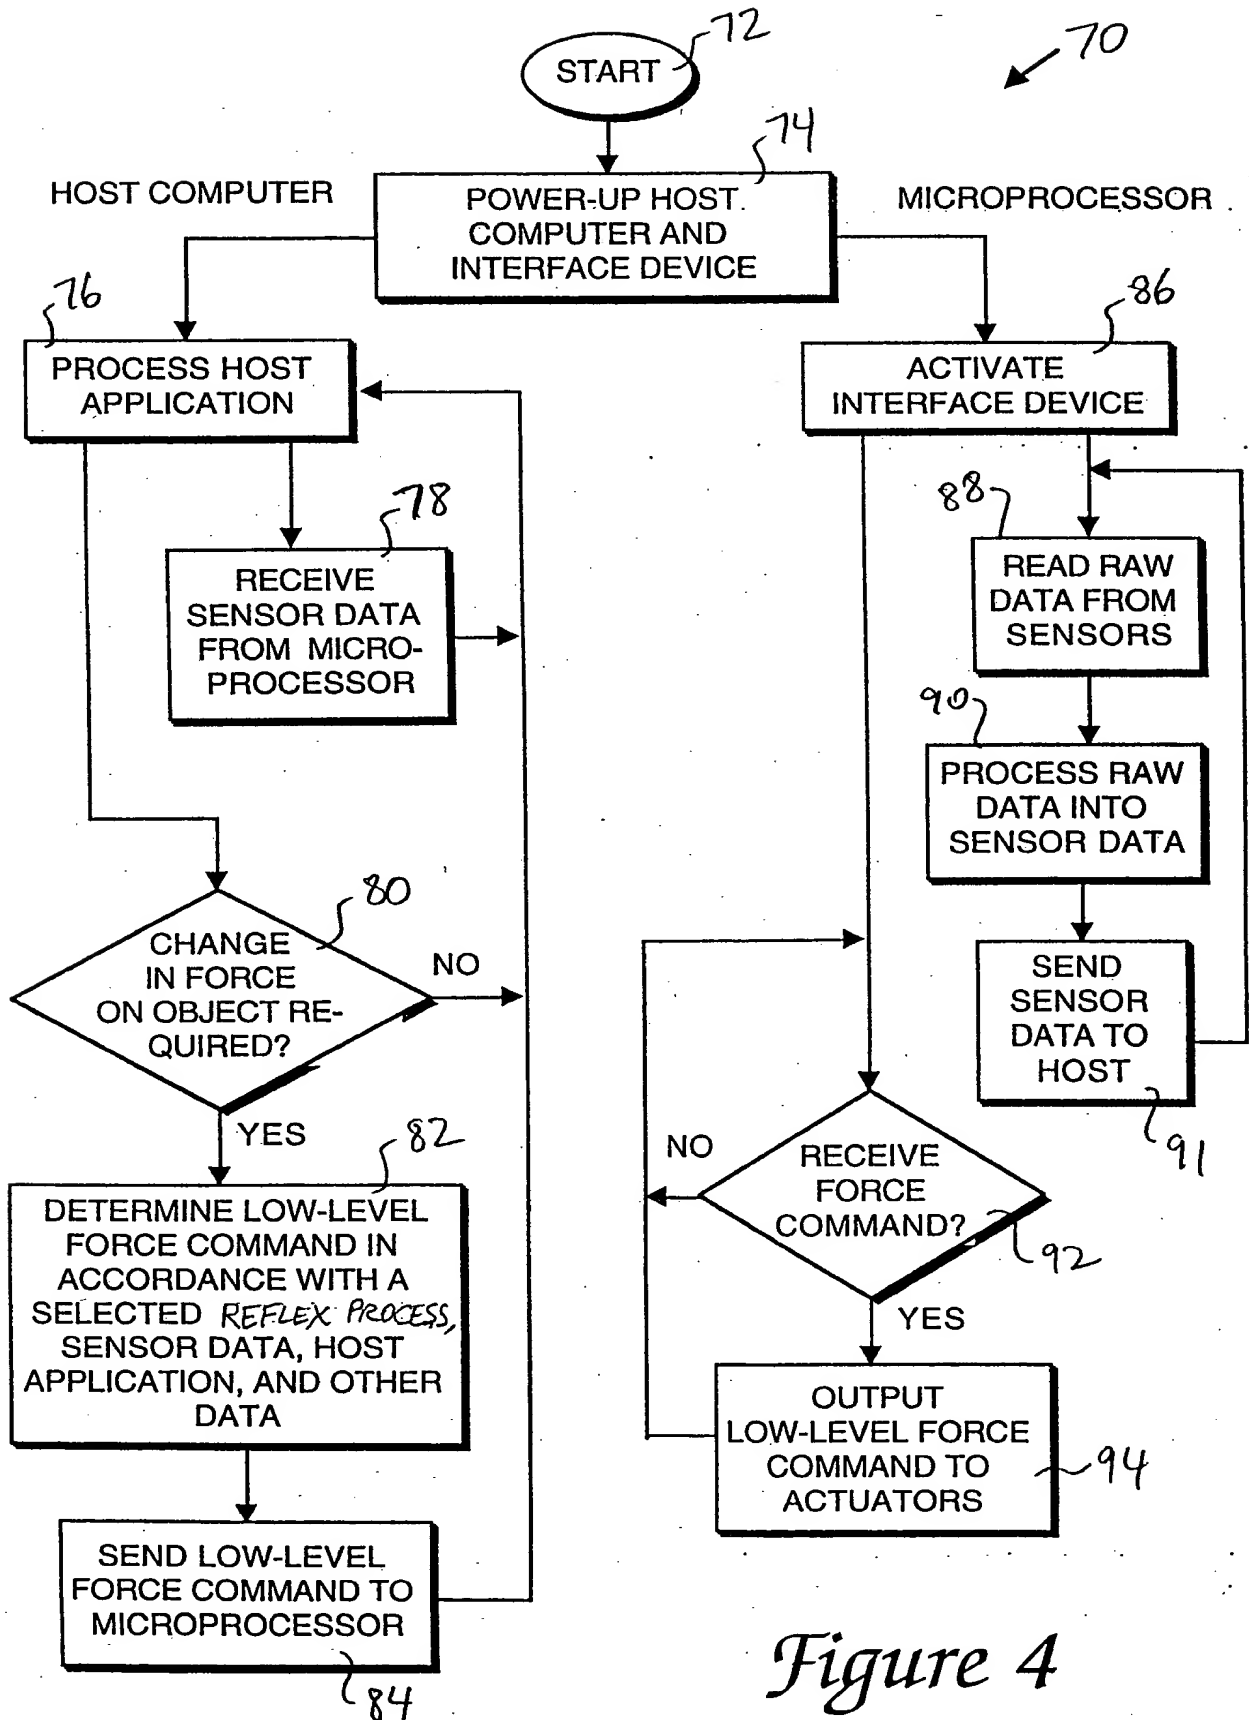 72
START
70
74
HOST COMPUTER
POWER-UP HOST
COMPUTER AND
INTERFACE DEVICE
MICROPROCESSOR
76
PROCESS HOST
APPLICATION
86
ACTIVATE
INTERFACE DEVICE
78
RECEIVE
SENSOR DATA
FROM MICRO-
PROCESSOR
88
READ RAW
DATA FROM
SENSORS
90
PROCESS RAW
DATA INTO
SENSOR DATA
80
CHANGE
IN FORCE
ON OBJECT RE-
QUIRED?
NO
YES
SEND
SENSOR
DATA TO
HOST
91
82
DETERMINE LOW-LEVEL
FORCE COMMAND IN
ACCORDANCE WITH A
SELECTED REFLEX PROCESS,
SENSOR DATA, HOST
APPLICATION, AND OTHER
DATA
NO
RECEIVE
FORCE
COMMAND?
92
YES
OUTPUT
LOW-LEVEL FORCE
COMMAND TO
ACTUATORS
94
SEND LOW-LEVEL
FORCE COMMAND TO
MICROPROCESSOR
84
Figure 4